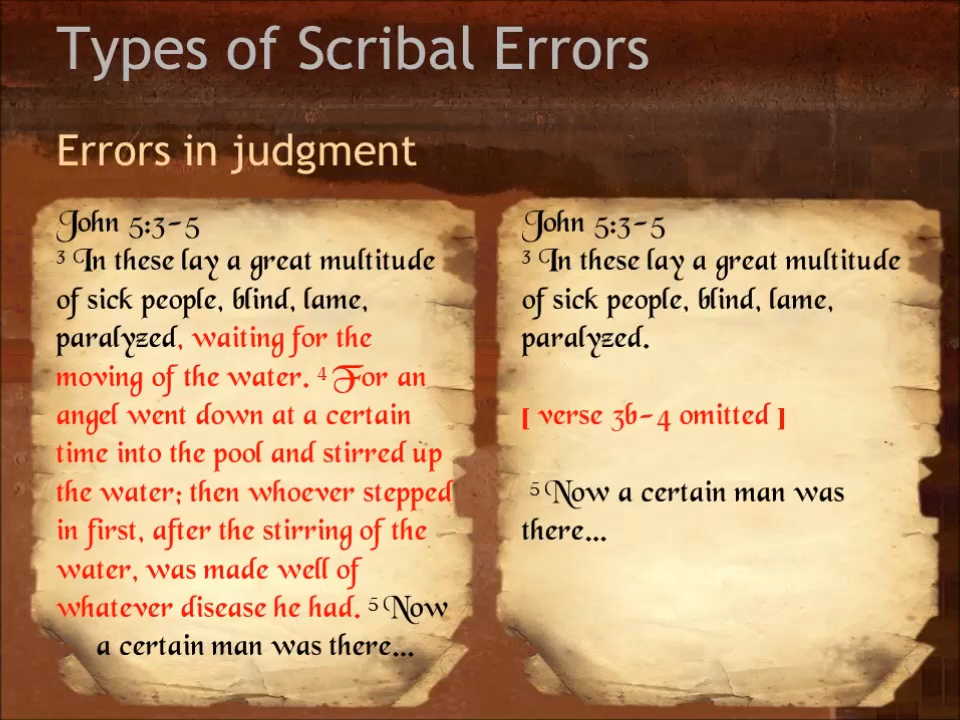 Types of Scribal Errors
Errors in judgment
John 5:3-5
3 In these lay a great multitude
of sick people, blind, lame,
paralyzed, waiting for the
moving of the water. 4 For an
angel went down at a certain
time into the pool and stirred up
the water; then whoever stepped
in first, after the stirring of the
water, was made well of
whatever disease he had. 5 Now
a certain man was there...
John 5:3-5
3 In these lay a great multitude
of sick people, blind, lame,
paralyzed.
[ verse 3b-4 omitted ]
5 Now a certain man was
there...